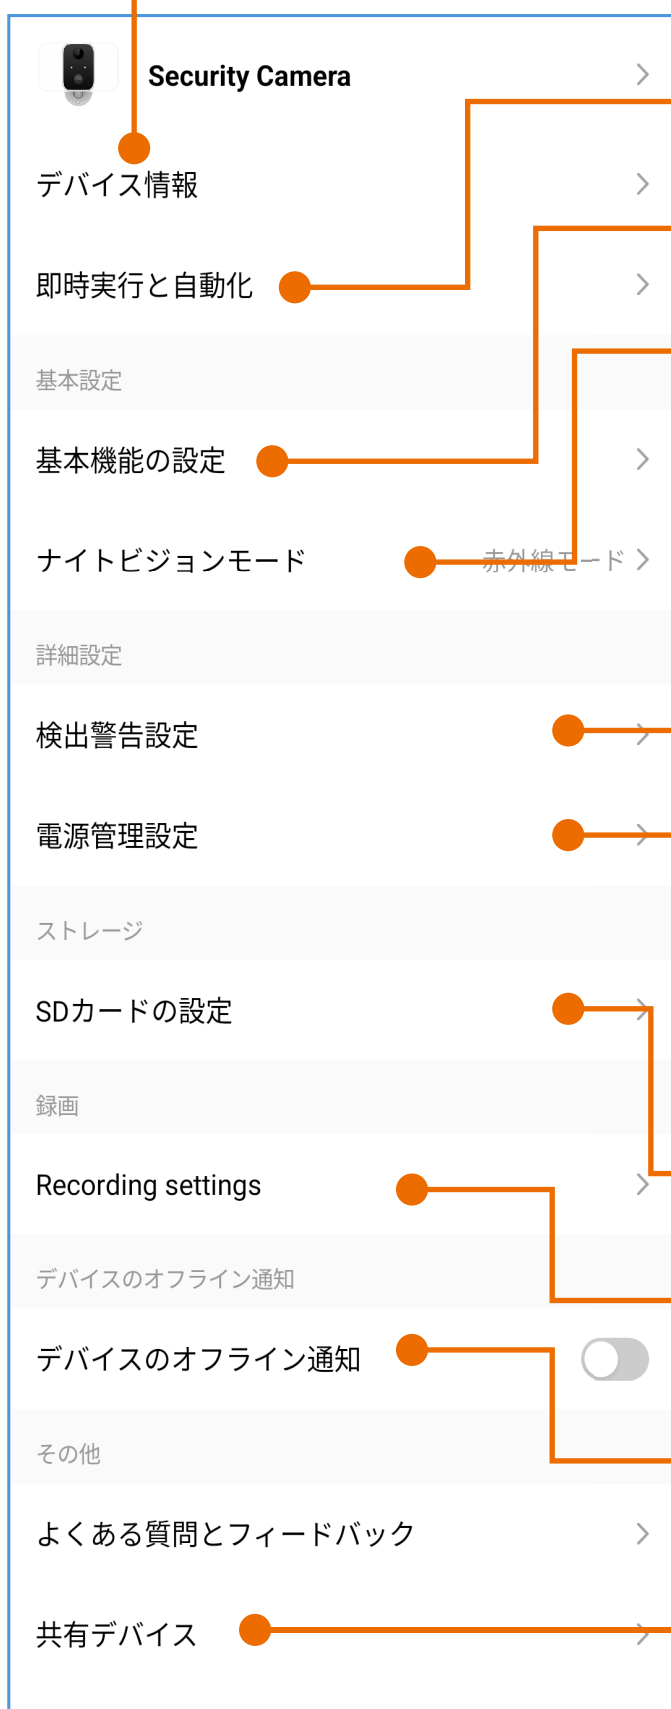 Security Camera
デバイス情報
即時実行と自動化
基本設定
基本機能の設定
ナイトビジョンモード 赤外線モード
詳細設定
検出警告設定
電源管理設定
ストレージ
SDカードの設定
録画
Recording settings
デバイスのオフライン通知
デバイスのオフライン通知
その他
よくある質問とフィードバック
共有デバイス